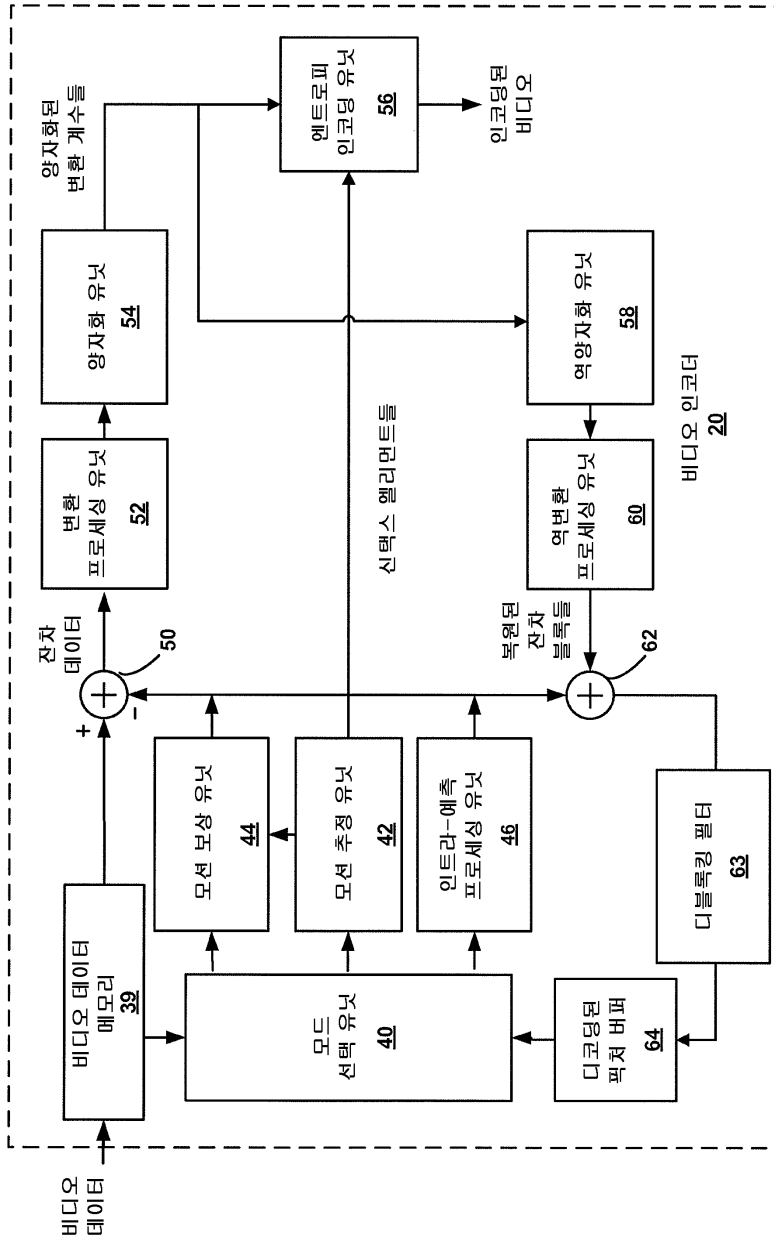 비디오
데이터
비디오 데이터
메모리
39
+
-
잔차
데이터
50
변환
프로세싱 유닛
52
양자화 유닛
54
양자화된
변환 계수들
모드
선택 유닛
40
모션 보상 유닛
44
모션 추정 유닛
42
인트라-예측
프로세싱 유닛
46
신택스 엘리먼트들
엔트로피
인코딩 유닛
56
인코딩된
비디오
디코딩된
픽처 버퍼
64
디블록킹 필터
63
62
복원된
잔차
블록들
역변환
프로세싱 유닛
60
역양자화 유닛
58
비디오 인코더
20